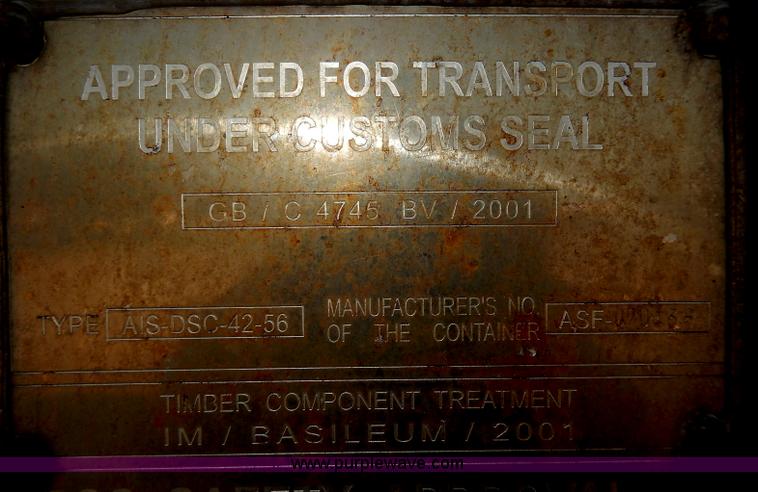 APPROVED FOR TRANSPORT
UNDER CUSTOMS SEAL
GB / C 4745 BV / 2001
TYPE AIS-DSC-42-56 MANUFACTURER'S NO.
OF THE CONTAINER
TIMBER COMPONENT TREATMENT
IM / BASILEUM / 2001
www.purplewave.com